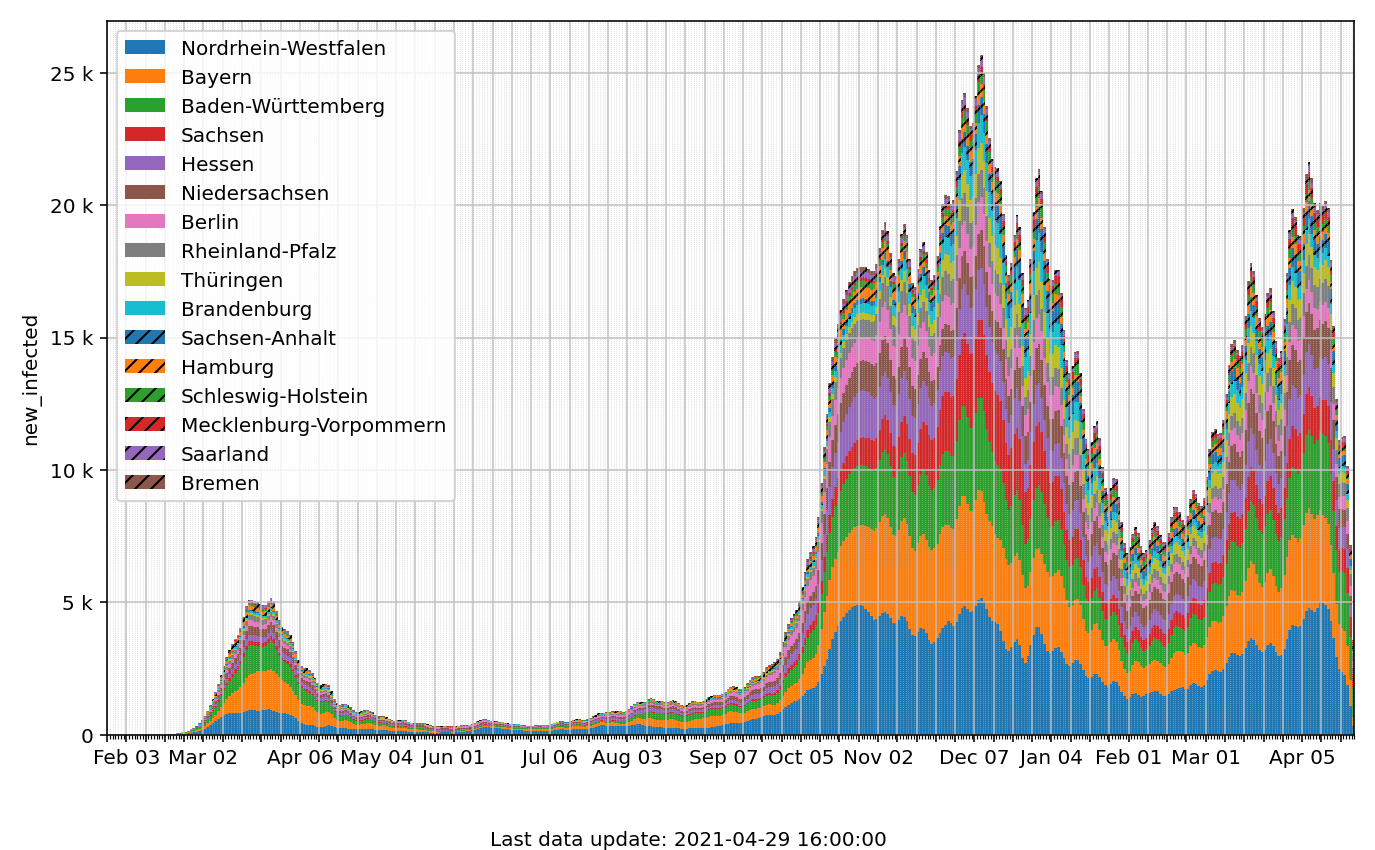 Nordrhein-Westfalen
Bayern
Baden-Württemberg
Sachsen
Hessen
Niedersachsen
Berlin
Rheinland-Pfalz
Thüringen
Brandenburg
Sachsen-Anhalt
Hamburg
Schleswig-Holstein
Mecklenburg-Vorpommern
Saarland
Bremen
25 k
20 k
15 k
10 k
5 k
0
new_infected
Feb 03 Mar 02 Apr 06 May 04 Jun 01 Jul 06 Aug 03 Sep 07 Oct 05 Nov 02 Dec 07 Jan 04 Feb 01 Mar 01 Apr 05
Last data update: 2021-04-29 16:00:00